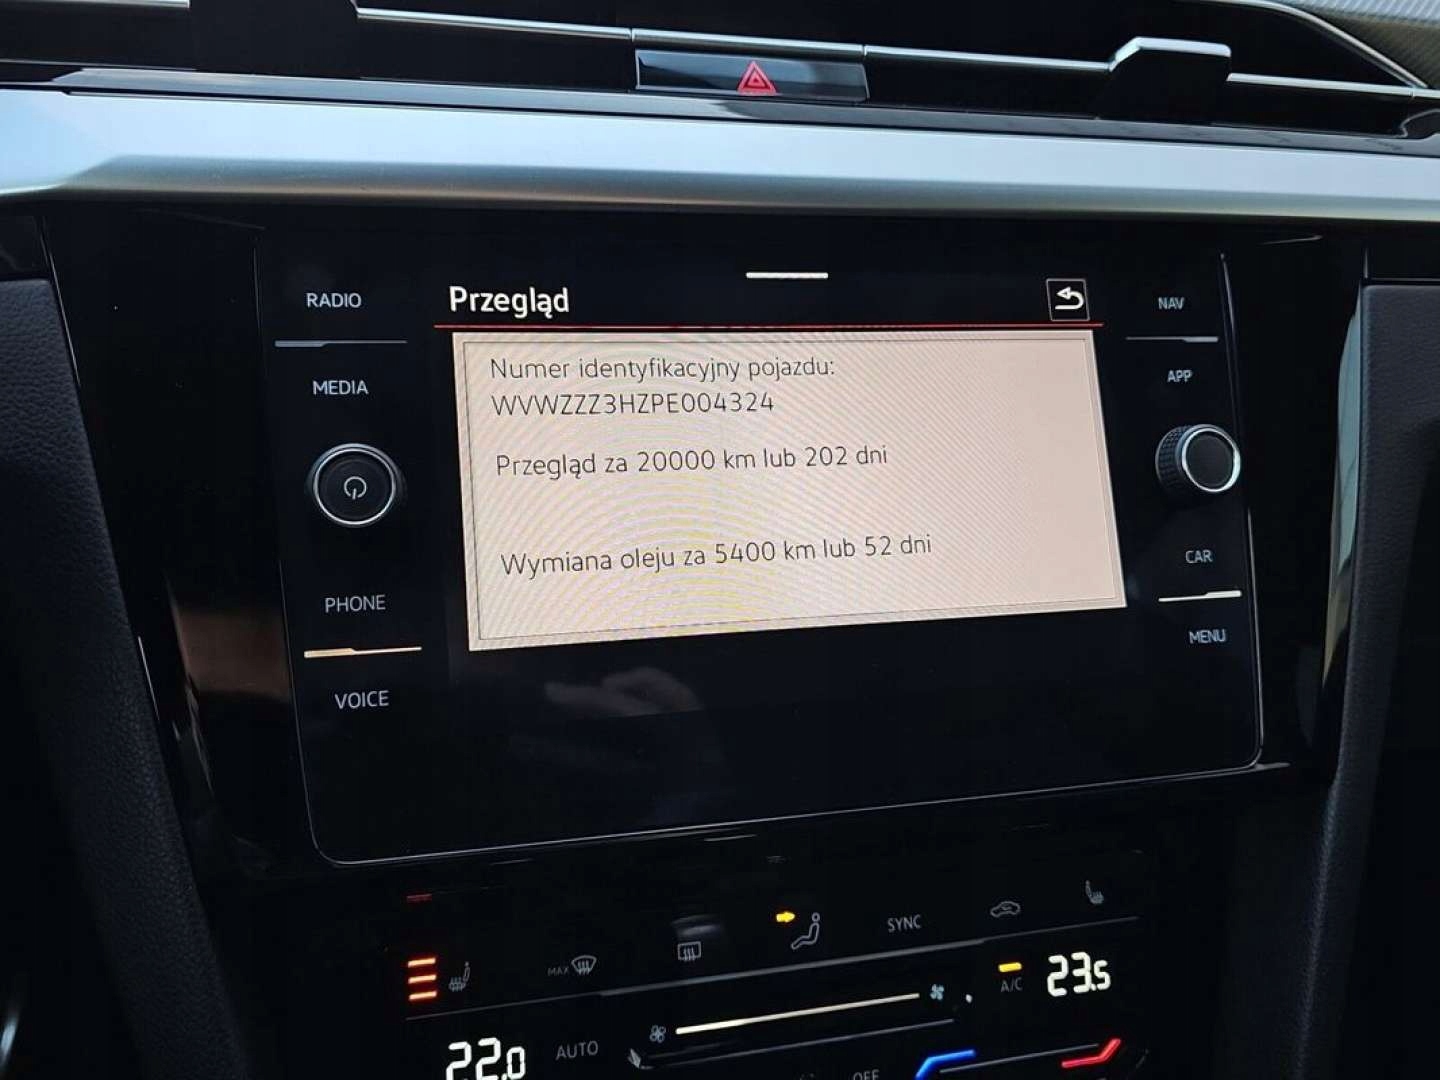 RADIO
MEDIA
PHONE
VOICE
Przegląd
Numer identyfikacyjny pojazdu:
WVWZZZ3HZPE004324
Przegląd za 20000 km lub 202 dni
Wymiana oleju za 5400 km lub 52 dni
NAV
APP
CAR
MENU
MAX
SYNC
A/C
23.5
22.0
AUTO
OFF